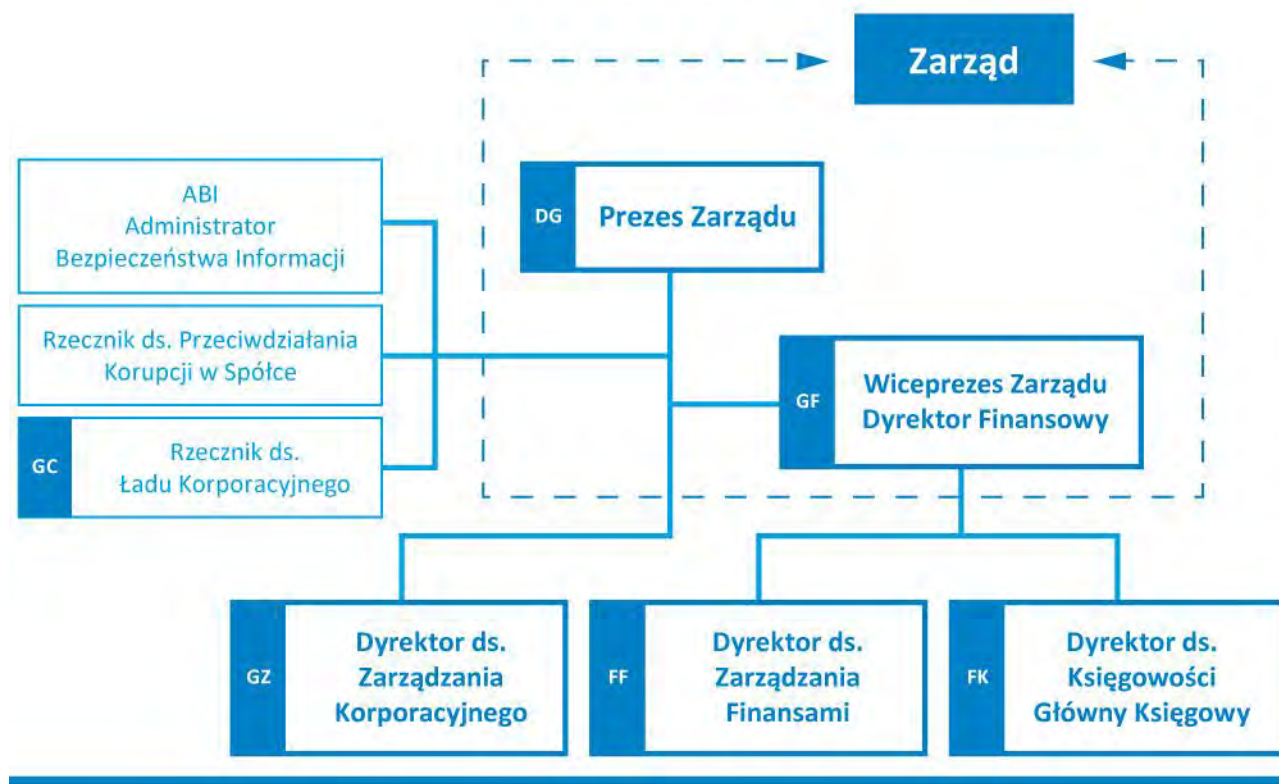 Zarząd
DG
Prezes Zarządu
ABI
Administrator
Bezpieczeństwa Informacji
Rzecznik ds. Przeciwdziałania
Korupcji w Spółce
GC
Rzecznik ds.
Ładu Korporacyjnego
GF
Wiceprezes Zarządu
Dyrektor Finansowy
GZ
Dyrektor ds.
Zarządzania
Korporacyjnego
FF
Dyrektor ds.
Zarządzania
Finansami
FK
Dyrektor ds.
Księgowości
Główny Księgowy